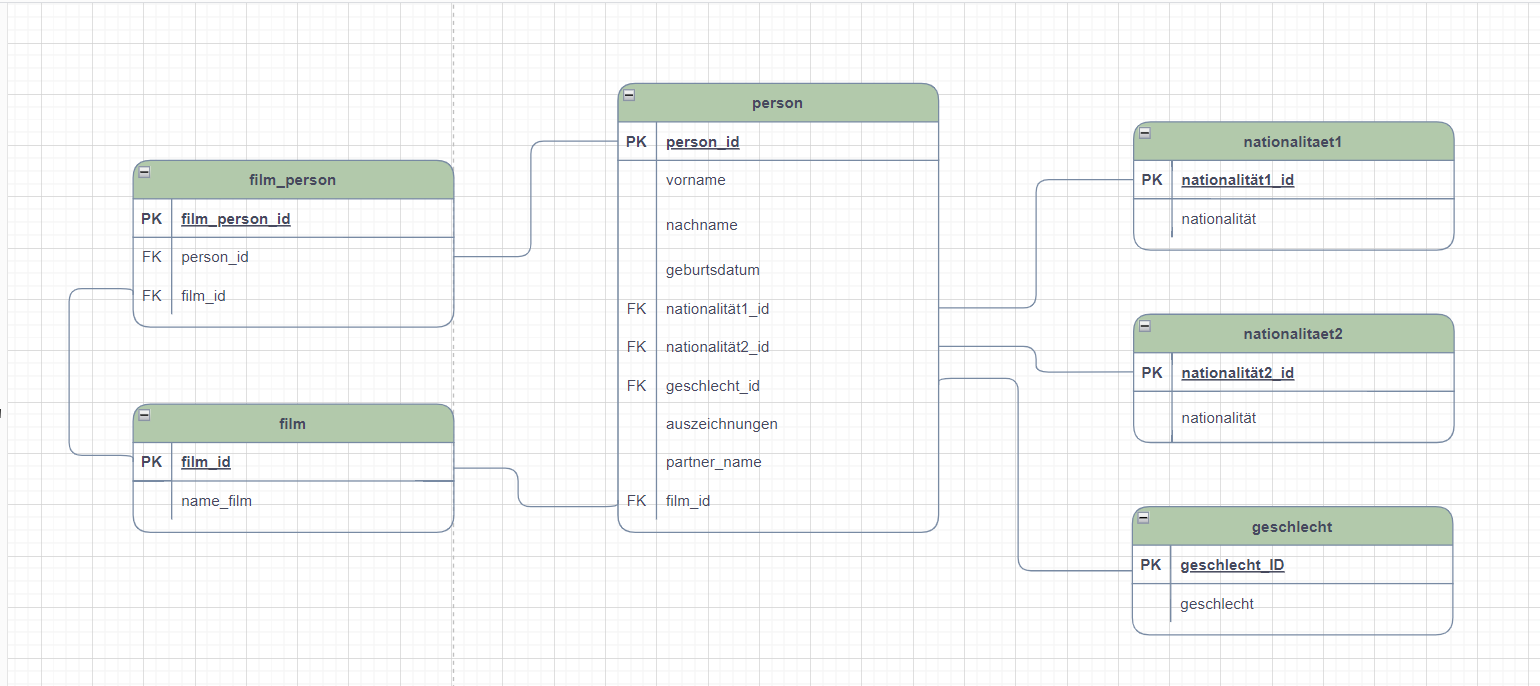 film_person
PK film_person_id
FK person_id
FK film_id
film
PK film_id
name_film
person
PK person_id
vorname
nachname
geburtsdatum
FK nationalität1_id
FK nationalität2_id
FK geschlecht_id
auszeichnungen
partner_name
FK film_id
nationalitaet1
PK nationalität1_id
nationalität
nationalitaet2
PK nationalität2_id
nationalität
geschlecht
PK geschlecht_ID
geschlecht